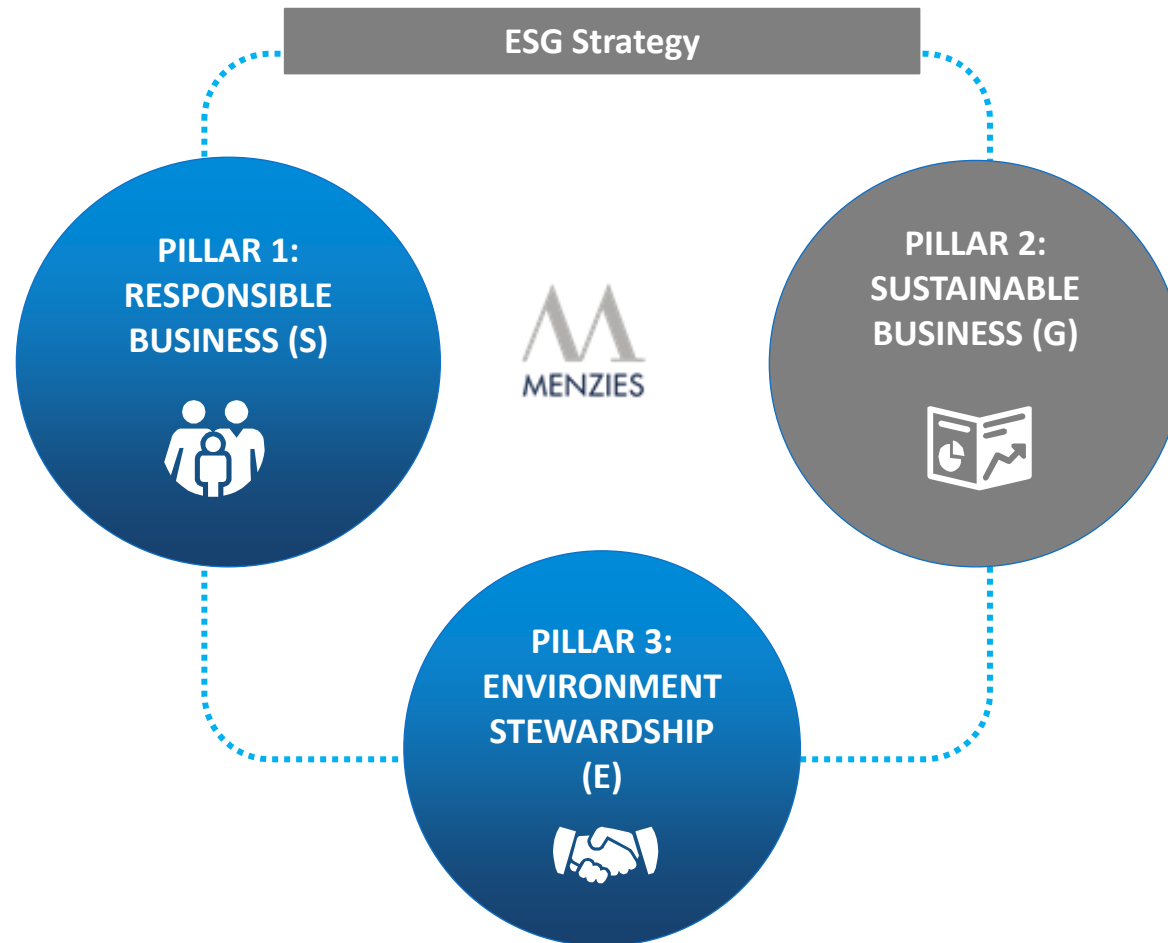 ESG Strategy
PILLAR 1:
RESPONSIBLE
BUSINESS (S)
PILLAR 2:
SUSTAINABLE
BUSINESS (G)
MENZIES
PILLAR 3:
ENVIRONMENT
STEWARDSHIP
(E)